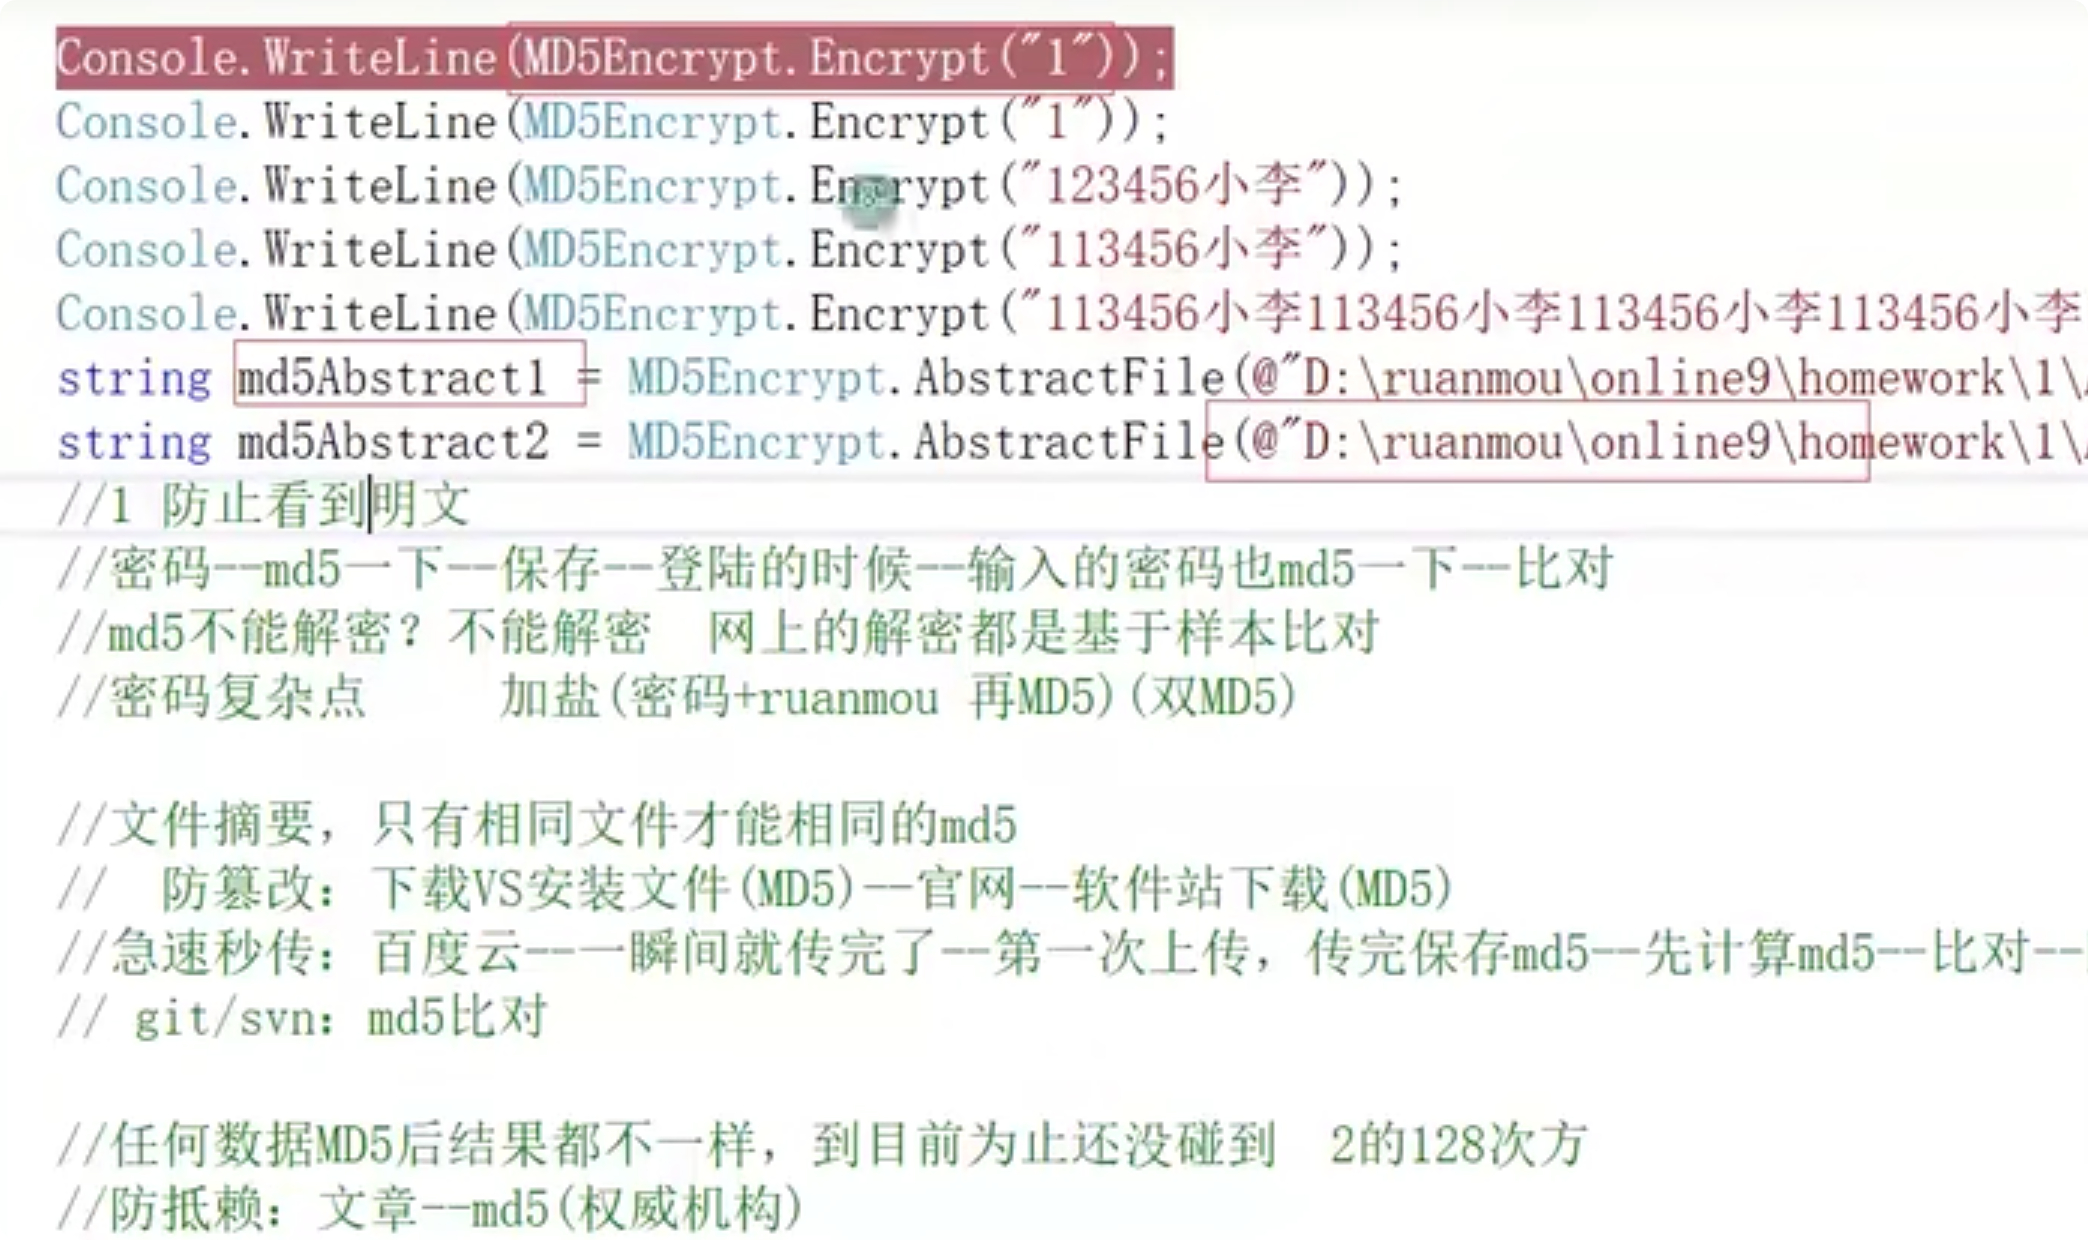 Console.WriteLine(MD5Encrypt.Encrypt("1"));
Console.WriteLine(MD5Encrypt.Encrypt("1"));
Console.WriteLine(MD5Encrypt.Encrypt("123456小李"));
Console.WriteLine(MD5Encrypt.Encrypt("113456小李"));
Console.WriteLine(MD5Encrypt.Encrypt("113456小李113456小李113456小李113456小李
string md5Abstract1 = MD5Encrypt.AbstractFile(@"D:\ruanmou\online9\homework\1\
string md5Abstract2 = MD5Encrypt.AbstractFile(@"D:\ruanmou\online9\homework\1\
//1 防止看到明文
//密码--md5一下--保存--登陆的时候--输入的密码也md5一下--比对
//md5不能解密？不能解密  网上的解密都是基于样本比对
//密码复杂点     加盐(密码+ruanmou 再MD5)(双MD5)
//文件摘要，只有相同文件才能相同的md5
//  防篡改：下载VS安装文件(MD5)--官网--软件站下载(MD5)
//急速秒传：百度云--一瞬间就传完了--第一次上传，传完保存md5--先计算md5--比对--
// git/svn：md5比对
//任何数据MD5后结果都不一样，到目前为止还没碰到  2的128次方
//防抵赖：文章--md5(权威机构)